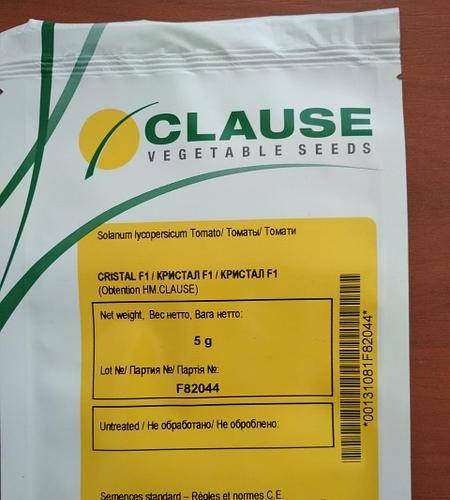 CLAUSE
VEGETABLE SEEDS
Solanum lycopersicum Tomato/ Томаты/ Томати
CRISTAL F1 / КРИСТАЛ F1 / КРИСТАЛ F1
(Obtention HM.CLAUSE)
Net weight, Вес нетто, Вага нетто:
5 g
Lot №/ Партия №/ Партія №:
F82044
*00131081F82044*
Untreated / Не обработано/ Не оброблено:
Semences standard – Règles et normes C.E.